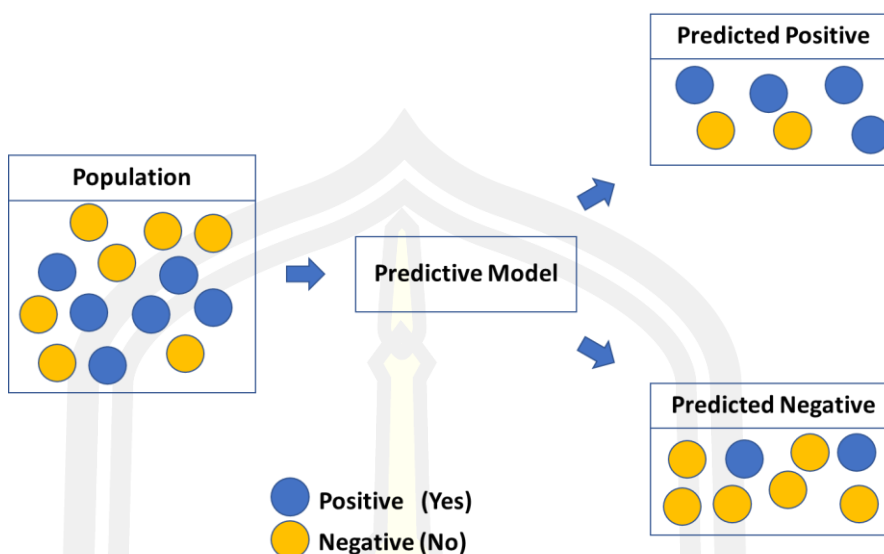 Predicted Positive
Population
Predictive Model
Predicted Negative
Positive (Yes)
Negative (No)